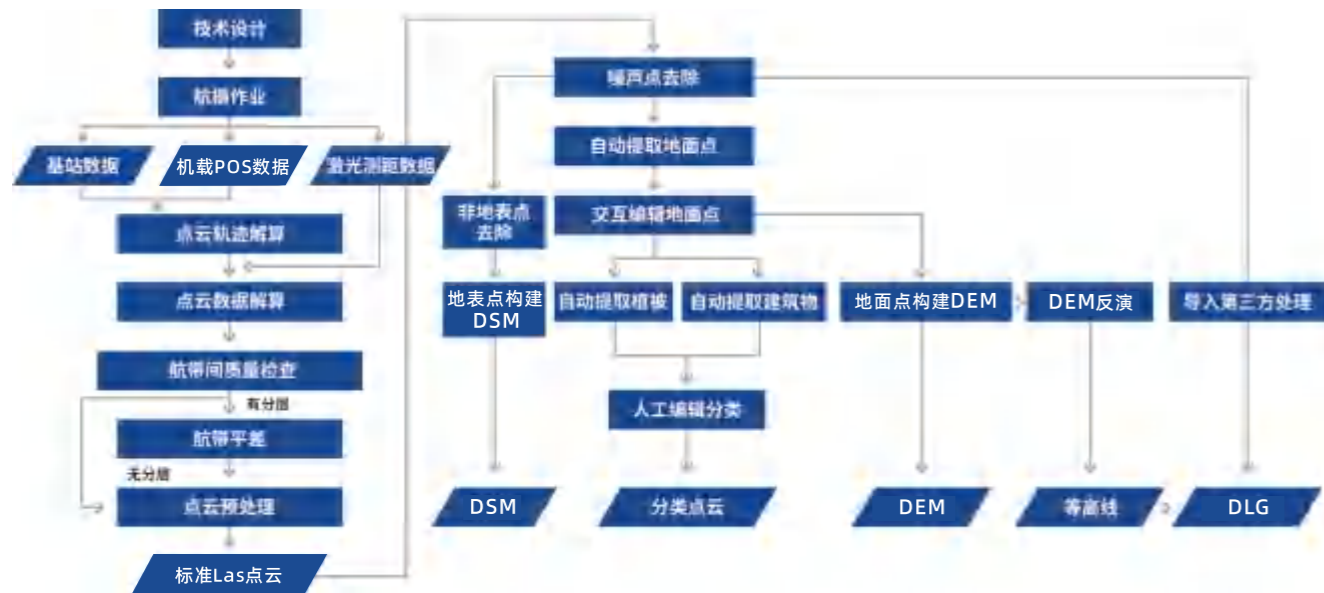 技术设计
航摄作业
基站数据
机载POS数据
激光测距数据
点云轨迹解算
点云数据解算
航带间质量检查
有分层
航带平差
无分层
点云预处理
标准Las点云
噪声点去除
自动提取地面点
非地表点
去除
交互编辑地面点
地表点构建
DSM
自动提取植被
自动提取建筑物
地面点构建DEM
DEM反演
导入第三方处理
人工编辑分类
DSM
分类点云
DEM
等高线
DLG